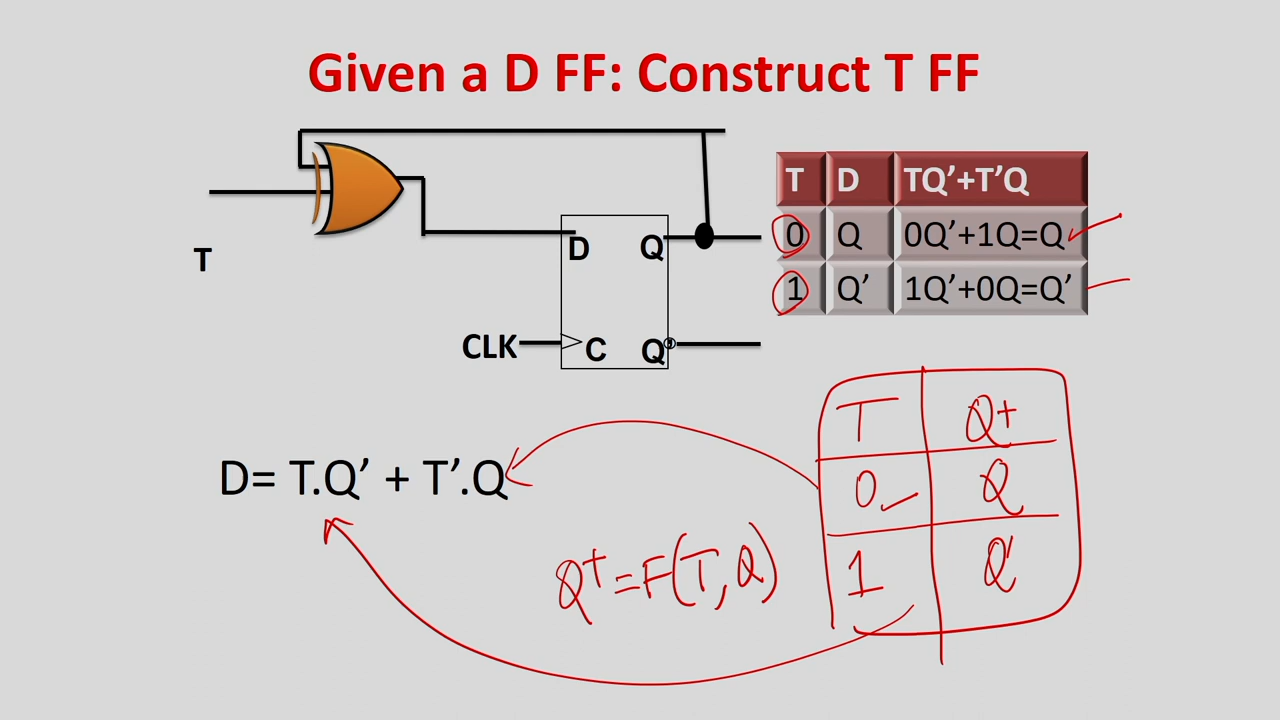 Given a D FF: Construct T FF
T D TQ’+T’Q
0 Q 0Q’+1Q=Q
1 Q’ 1Q’+0Q=Q’
T
D Q
CLK C Q’
D= T.Q’ + T’.Q
T Q+
0 Q
1 Q'
Q+ =F(T,Q)